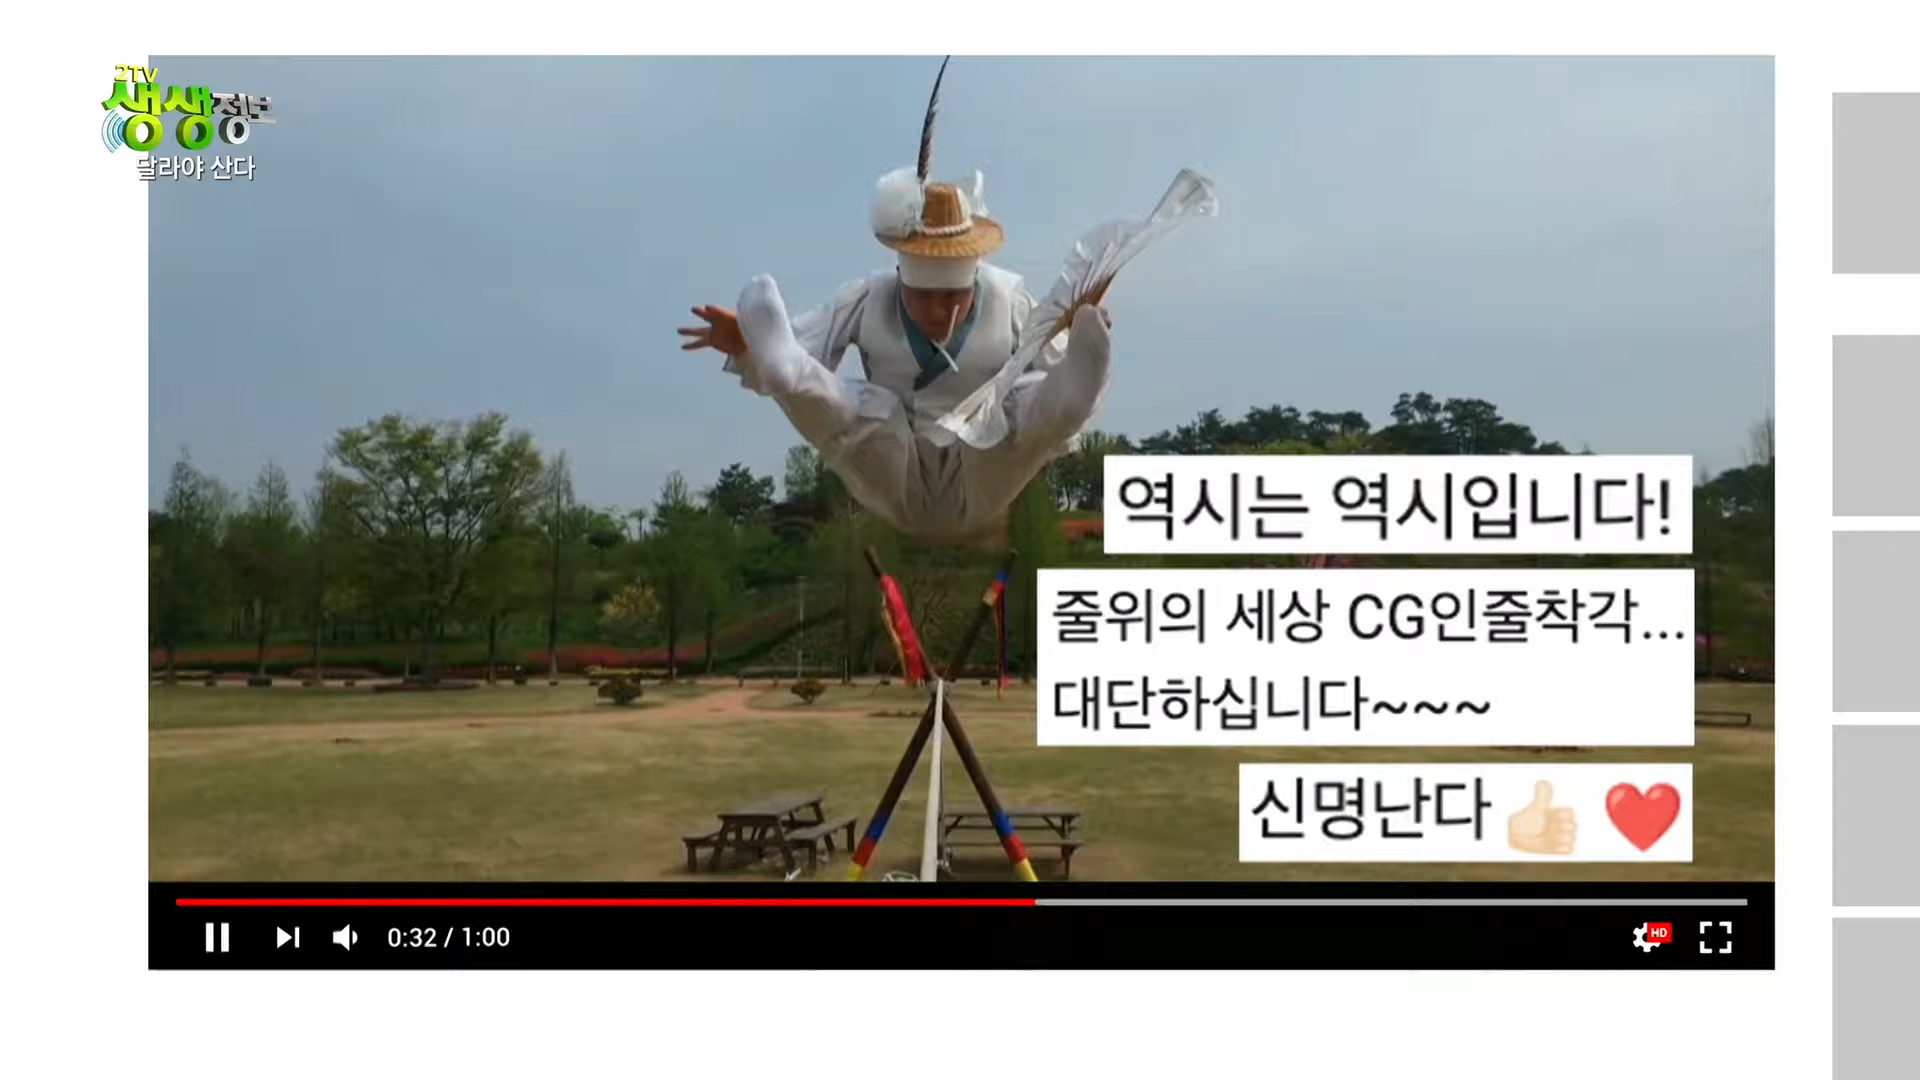 2TV
생생정보
달라야 산다
역시는 역시입니다!
줄위의 세상 CG인줄착각...
대단하십니다~~~
신명난다👍🏻❤️
0:32 / 1:00
HD